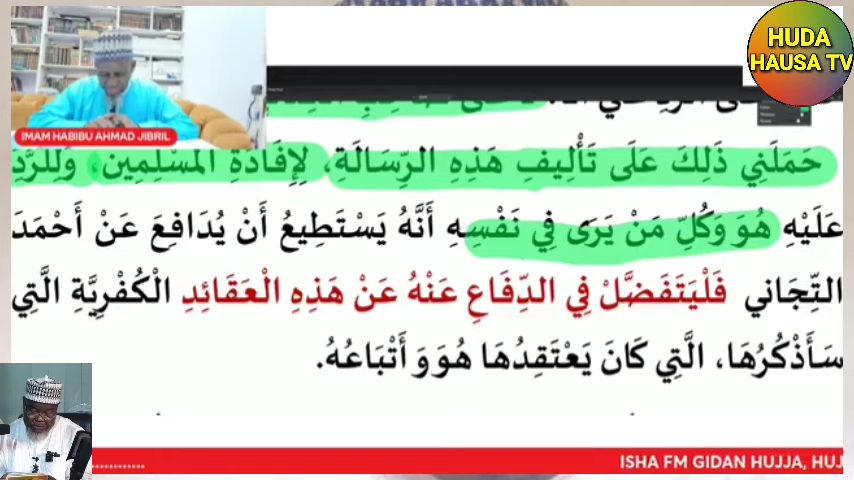 HUDA
HAUSA TV
IMAM HABIBU AHMAD JIBRIL
حَمَلَنِي ذَلِكَ عَلَى تَأْلِيفِ هَذِهِ الرِّسَالَةِ، لِإِفَادَةِ الْمُسْلِمِين، وَلِلرَّدِّ
عَلَيْهِ هُوَ وَكُلِّ مَنْ يَرَى فِي نَفْسِهِ أَنَّهُ يَسْتَطِيعُ أَنْ يُدَافِعَ عَنْ أَحْمَدَ
التِّجَانِي فَلْيَتَفَضَّلْ فِي الدِّفَاعِ عَنْهُ عَنْ هَذِهِ الْعَقَائِدِ الْكُفْرِيَّةِ الَّتِي
سَأَذْكُرُهَا، الَّتِي كَانَ يَعْتَقِدُهَا هُوَ وَ أَتْبَاعُهُ.
............ ISHA FM GIDAN HUJJA, HUJ